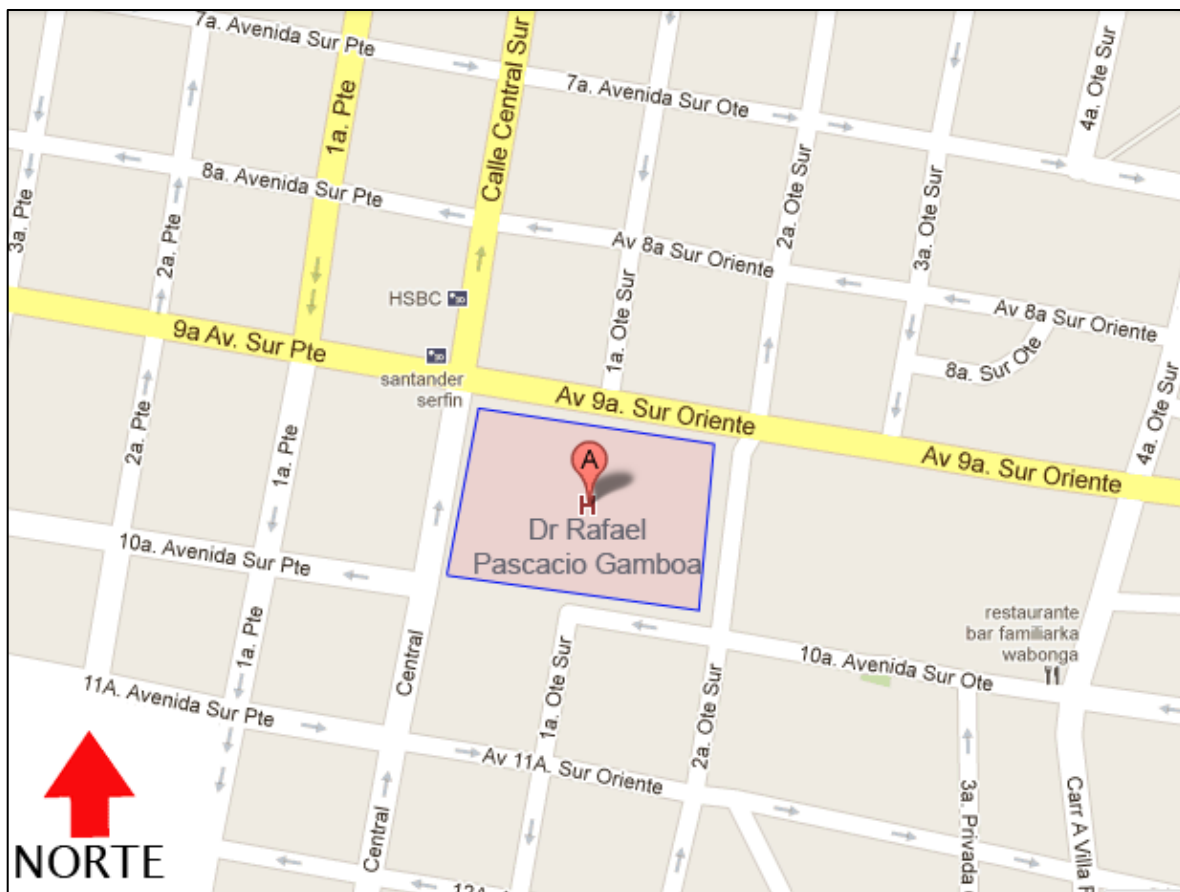 7a. Avenida Sur Pte
Calle Central Sur
1a. Pte
7a. Avenida Sur Ote
4a. Ote Sur
8a. Avenida Sur Pte
3a. Pte
2a. Pte
Av 8a Sur Oriente
2a. Ote Sur
3a. Ote Sur
HSBC
1a. Ote Sur
Av 8a Sur Oriente
8a. Sur Ote
9a Av. Sur Pte
santander
serfin
Av 9a. Sur Oriente
Av 9a. Sur Oriente
4a. Ote Sur
2a. Pte
1a. Pte
A
H
Dr Rafael
Pascacio Gamboa
10a. Avenida Sur Pte
restaurante
bar familiarka
wabonga
10a. Avenida Sur Ote
1a. Pte
Central
1a. Ote Sur
2a. Ote Sur
11A. Avenida Sur Pte
Av 11A. Sur Oriente
3a. Privada
Carr A Villa
Central
NORTE